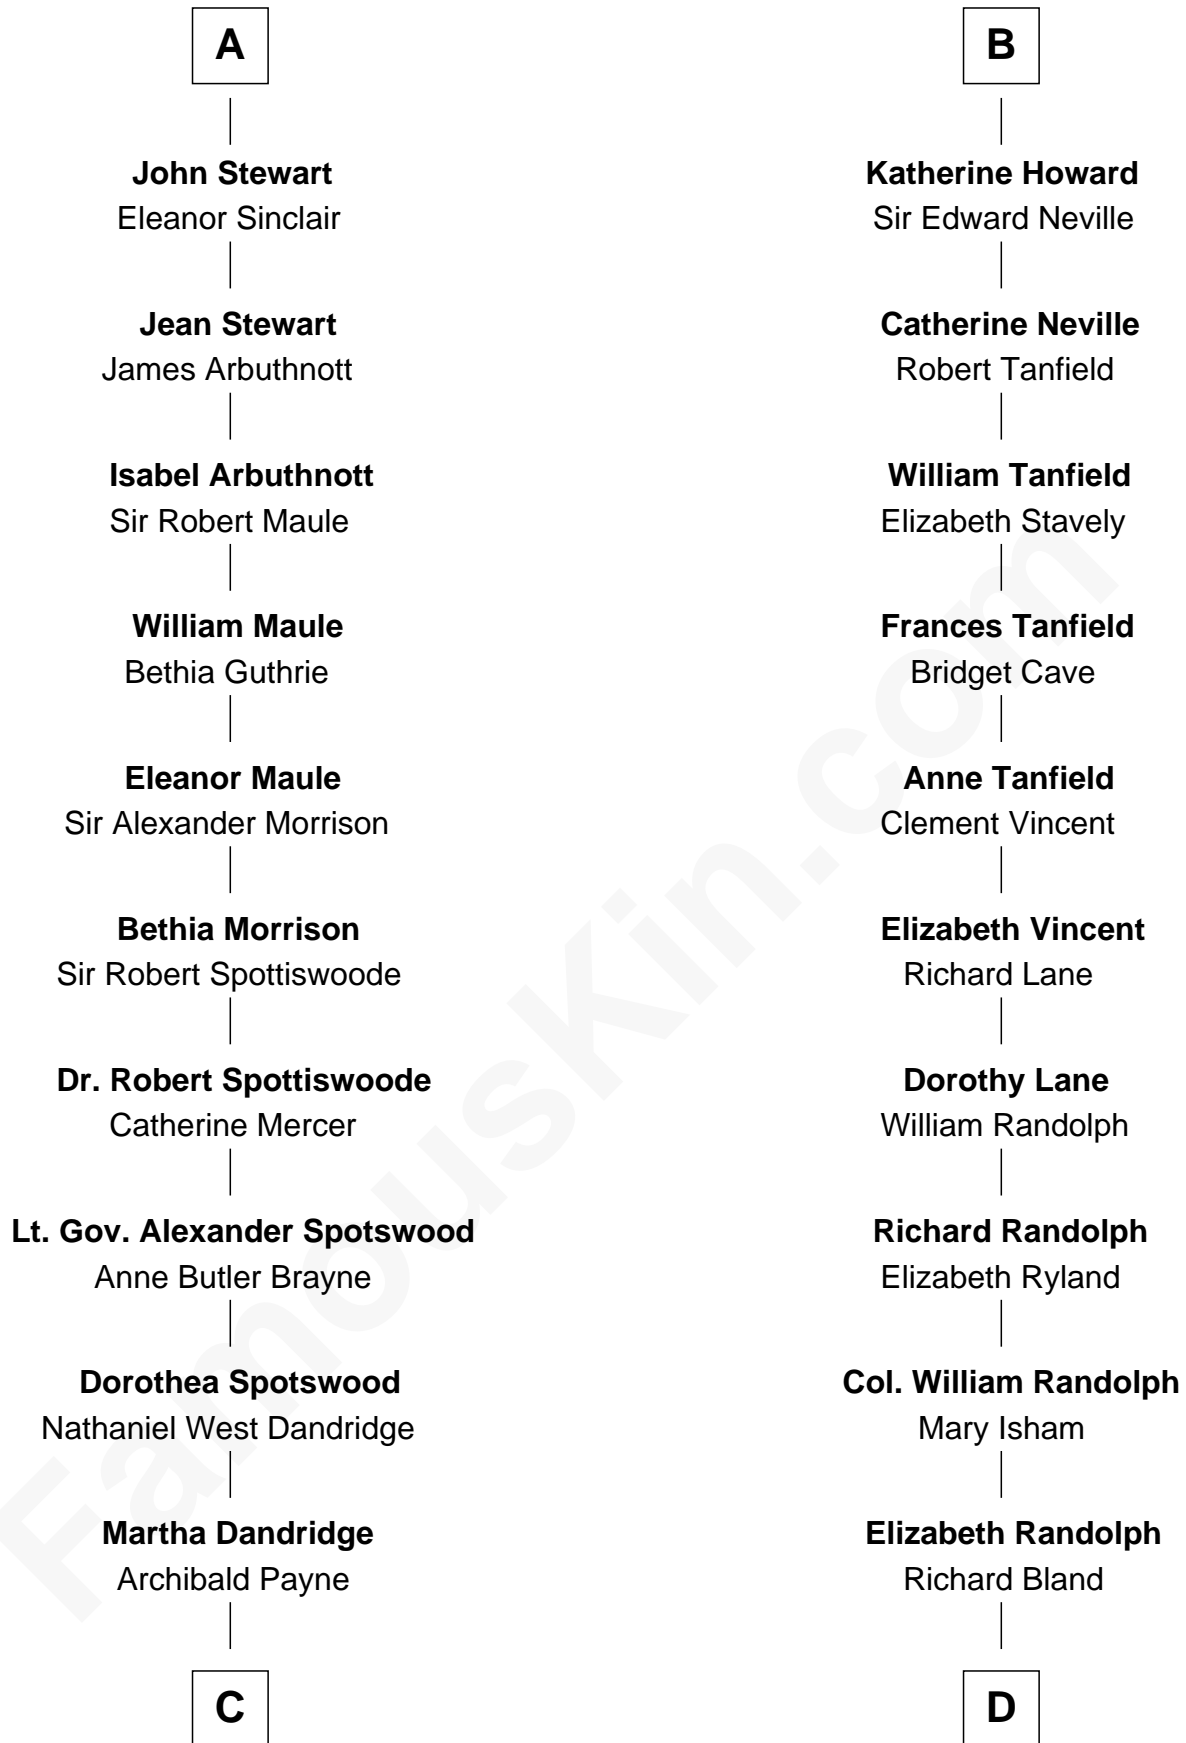 A
John Stewart
Eleanor Sinclair
Jean Stewart
James Arbuthnott
Isabel Arbuthnott
Sir Robert Maule
William Maule
Bethia Guthrie
Eleanor Maule
Sir Alexander Morrison
Bethia Morrison
Sir Robert Spottiswoode
Dr. Robert Spottiswoode
Catherine Mercer
Lt. Gov. Alexander Spotswood
Anne Butler Brayne
Dorothea Spotswood
Nathaniel West Dandridge
Martha Dandridge
Archibald Payne
C
B
Katherine Howard
Sir Edward Neville
Catherine Neville
Robert Tanfield
William Tanfield
Elizabeth Stavely
Frances Tanfield
Bridget Cave
Anne Tanfield
Clement Vincent
Elizabeth Vincent
Richard Lane
Dorothy Lane
William Randolph
Richard Randolph
Elizabeth Ryland
Col. William Randolph
Mary Isham
Elizabeth Randolph
Richard Bland
D
FamousKin.com